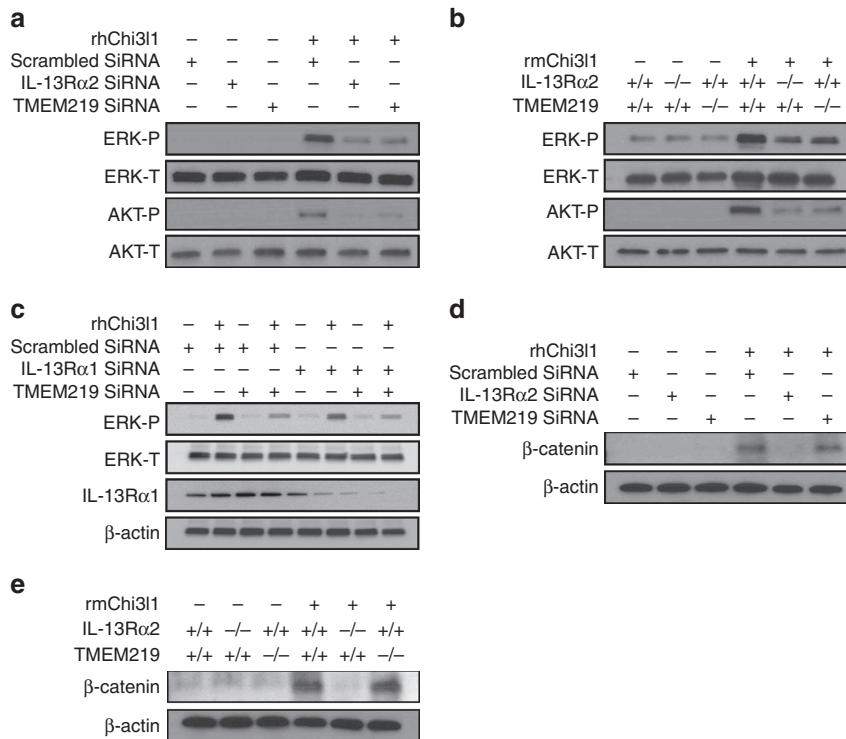 a
rhChi3l1 – – – + + +
Scrambled SiRNA + – – + – –
IL-13Rα2 SiRNA – + – – + –
TMEM219 SiRNA – – + – – +
ERK-P
ERK-T
AKT-P
AKT-T
b
rmChi3l1 – – – + + +
IL-13Rα2 +/+ –/– +/+ +/+ –/– +/+
TMEM219 +/+ +/+ –/– +/+ +/+ –/–
ERK-P
ERK-T
AKT-P
AKT-T
c
rhChi3l1 – + – + – + – +
Scrambled SiRNA + + + + – – – –
IL-13Rα1 SiRNA – – – – + + + +
TMEM219 SiRNA – – + + – – + +
ERK-P
ERK-T
IL-13Rα1
β-actin
d
rhChi3l1 – – – + + +
Scrambled SiRNA + – – + – –
IL-13Rα2 SiRNA – + – – + –
TMEM219 SiRNA – – + – – +
β-catenin
β-actin
e
rmChi3l1 – – – + + +
IL-13Rα2 +/+ –/– +/+ +/+ –/– +/+
TMEM219 +/+ +/+ –/– +/+ +/+ –/–
β-catenin
β-actin